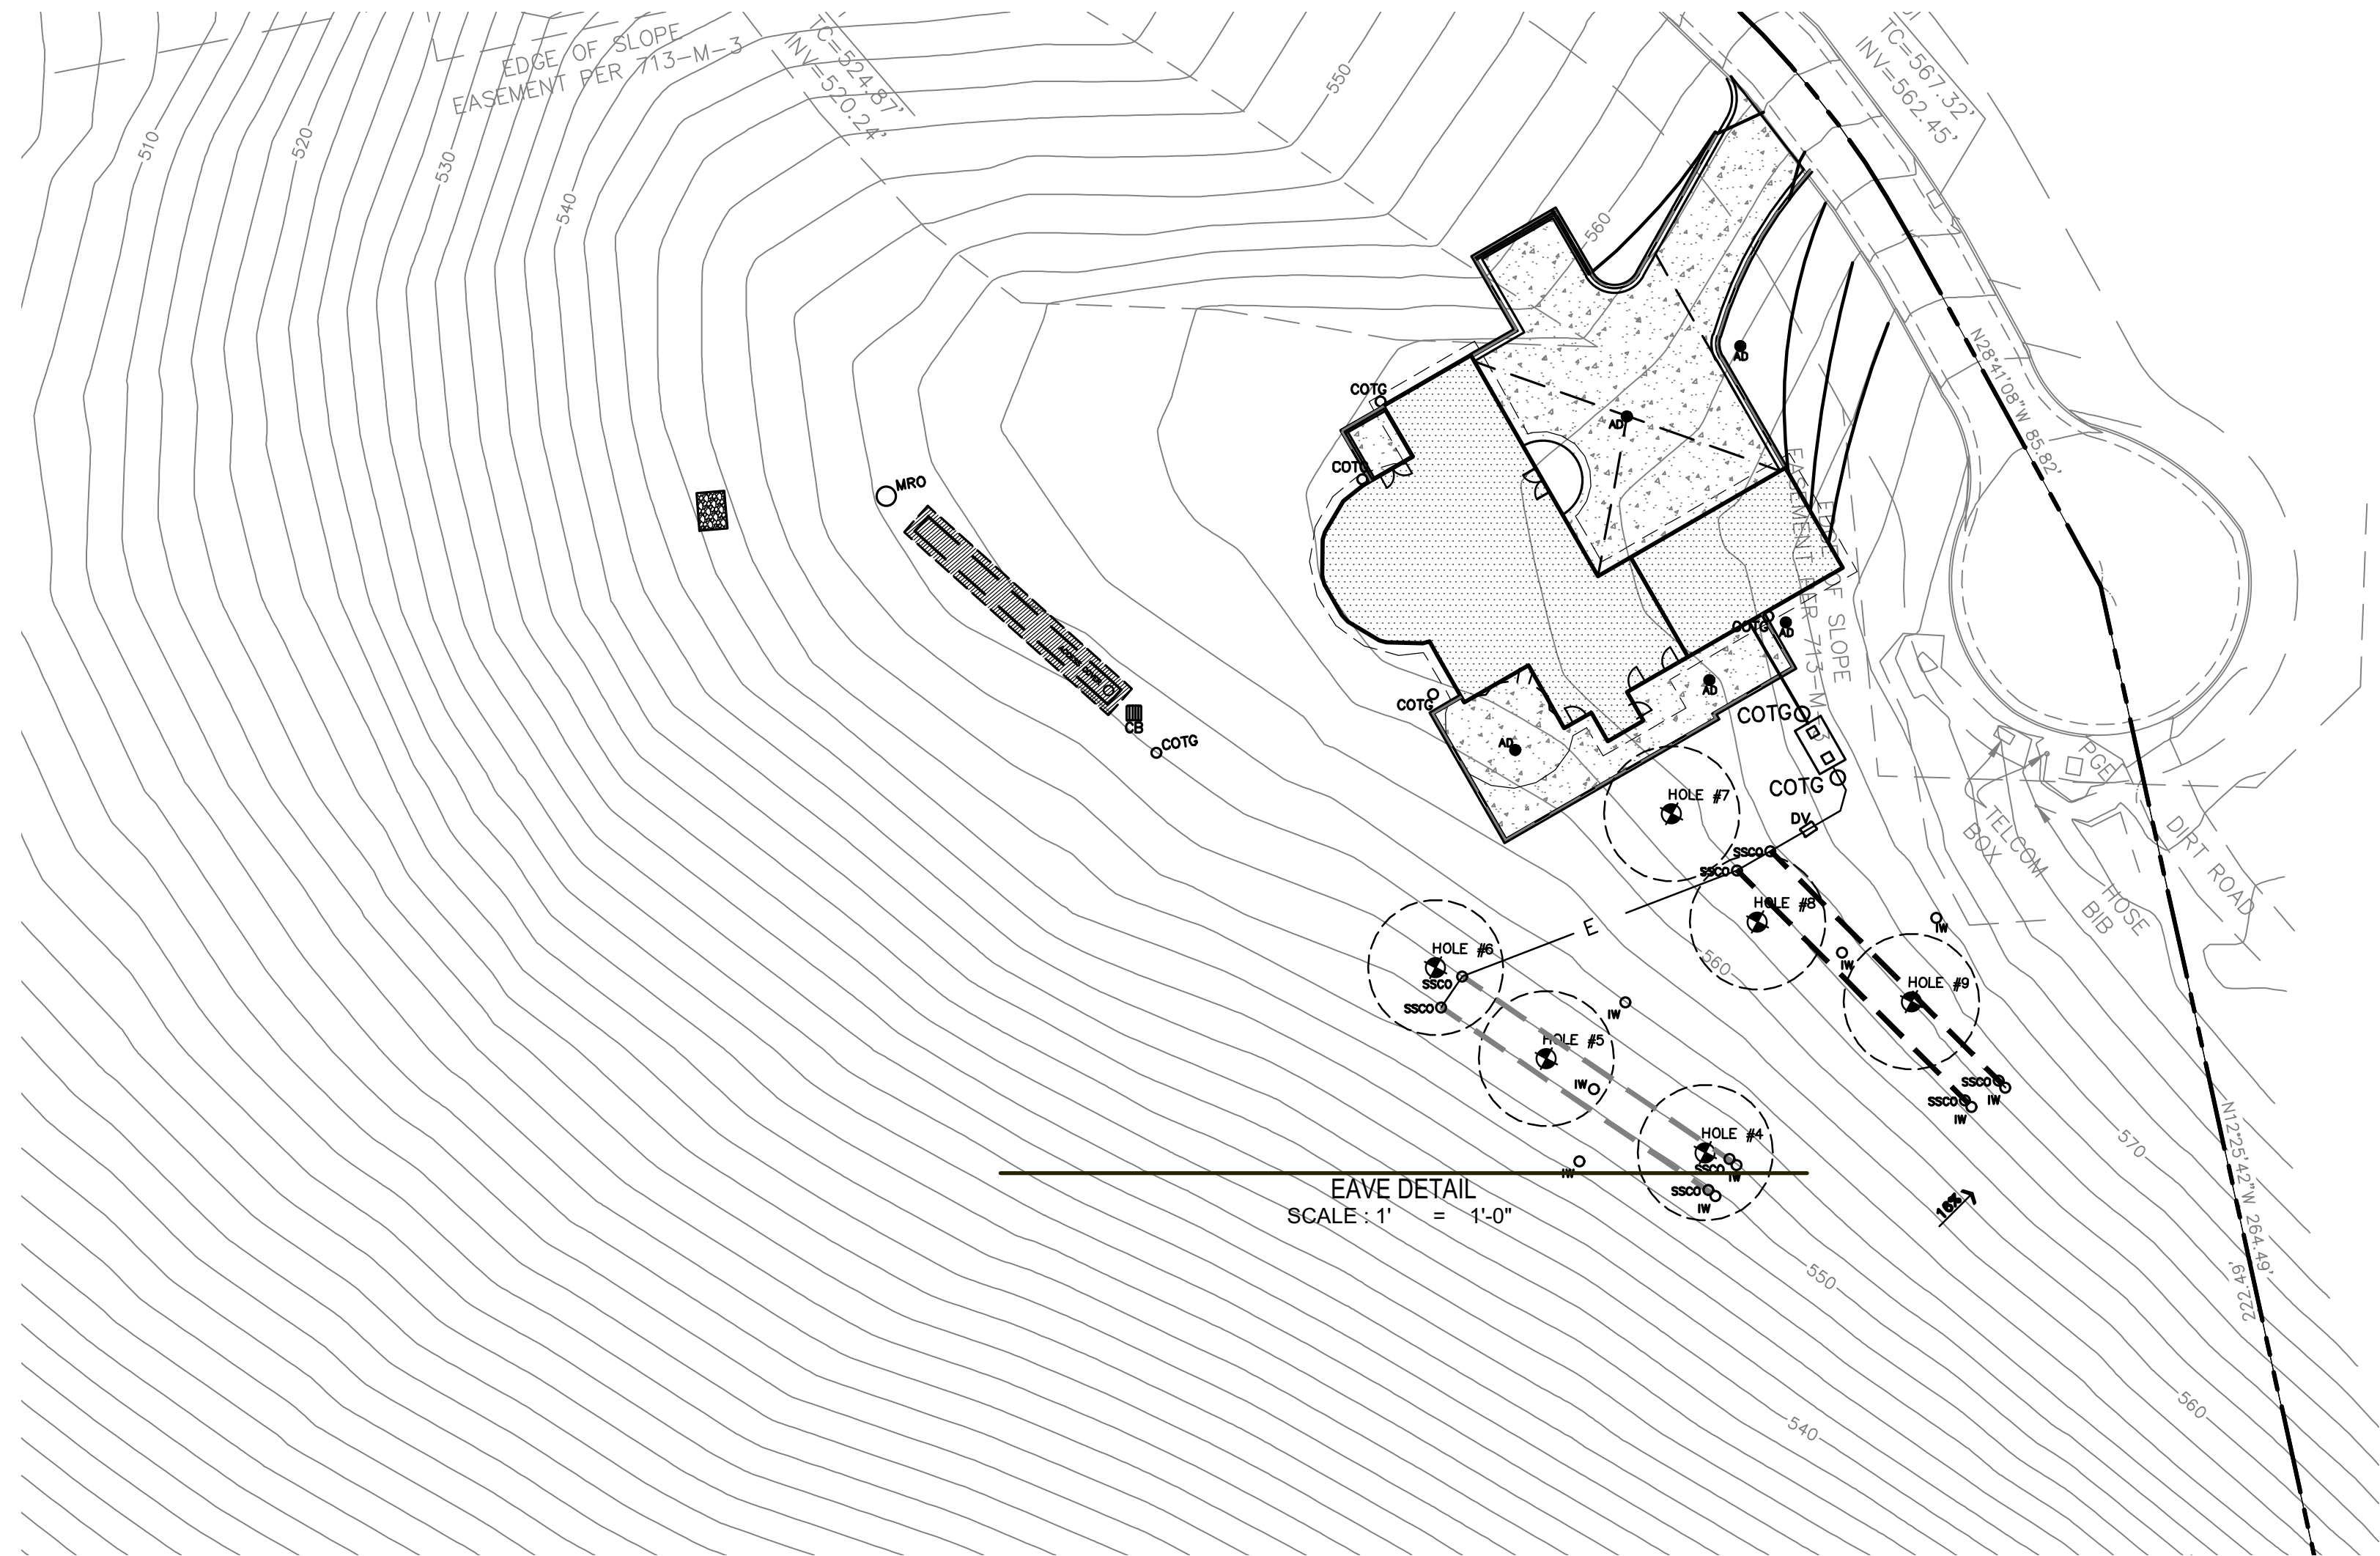 EDGE OF SLOPE
EASEMENT PER 713-M-3
TC=524.87'
INV=520.24'
TC=567.32'
INV=562.45'
510
520
530
540
550
560
N28°41'08"W 85.82'
AD
AD
COTG
COTG
MRO
EDGE OF SLOPE
EASEMENT PER 713-M-3
ACCESS COVER
CB
COTG
COTG
COTG
AD
AD
AD
COTG
COTG
DV
PGE
TELCOM
BOX
HOSE
BIB
DIRT ROAD
HOLE #7
SSCO
SSCO
HOLE #8
IW
IW
E
560
HOLE #6
SSCO
SSCO
HOLE #9
IW
HOLE #5
IW
SSCO
IW
SSCO
IW
HOLE #4
SSCO
IW
IW
SSCO
IW
570
N12°25'42"W 264.49'
222.49'
16%
EAVE DETAIL
SCALE : 1' = 1'-0"
550
540
560